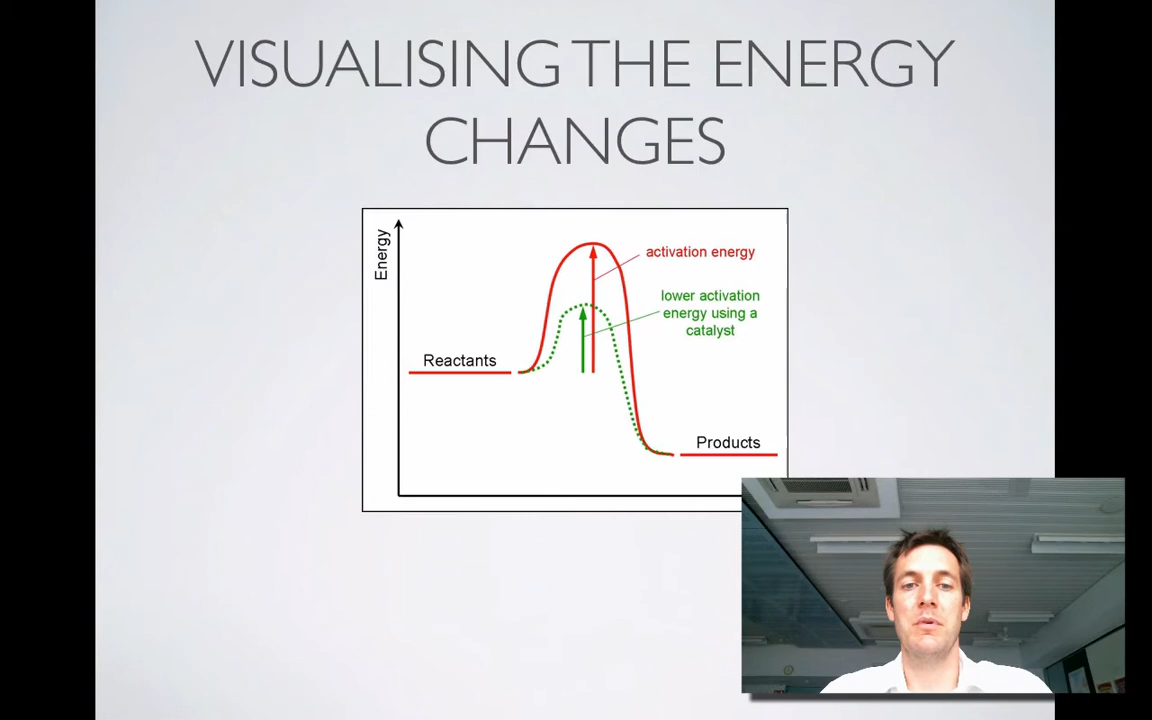 VISUALISING THE ENERGY
CHANGES
Energy
activation energy
lower activation
energy using a
catalyst
Reactants
Products